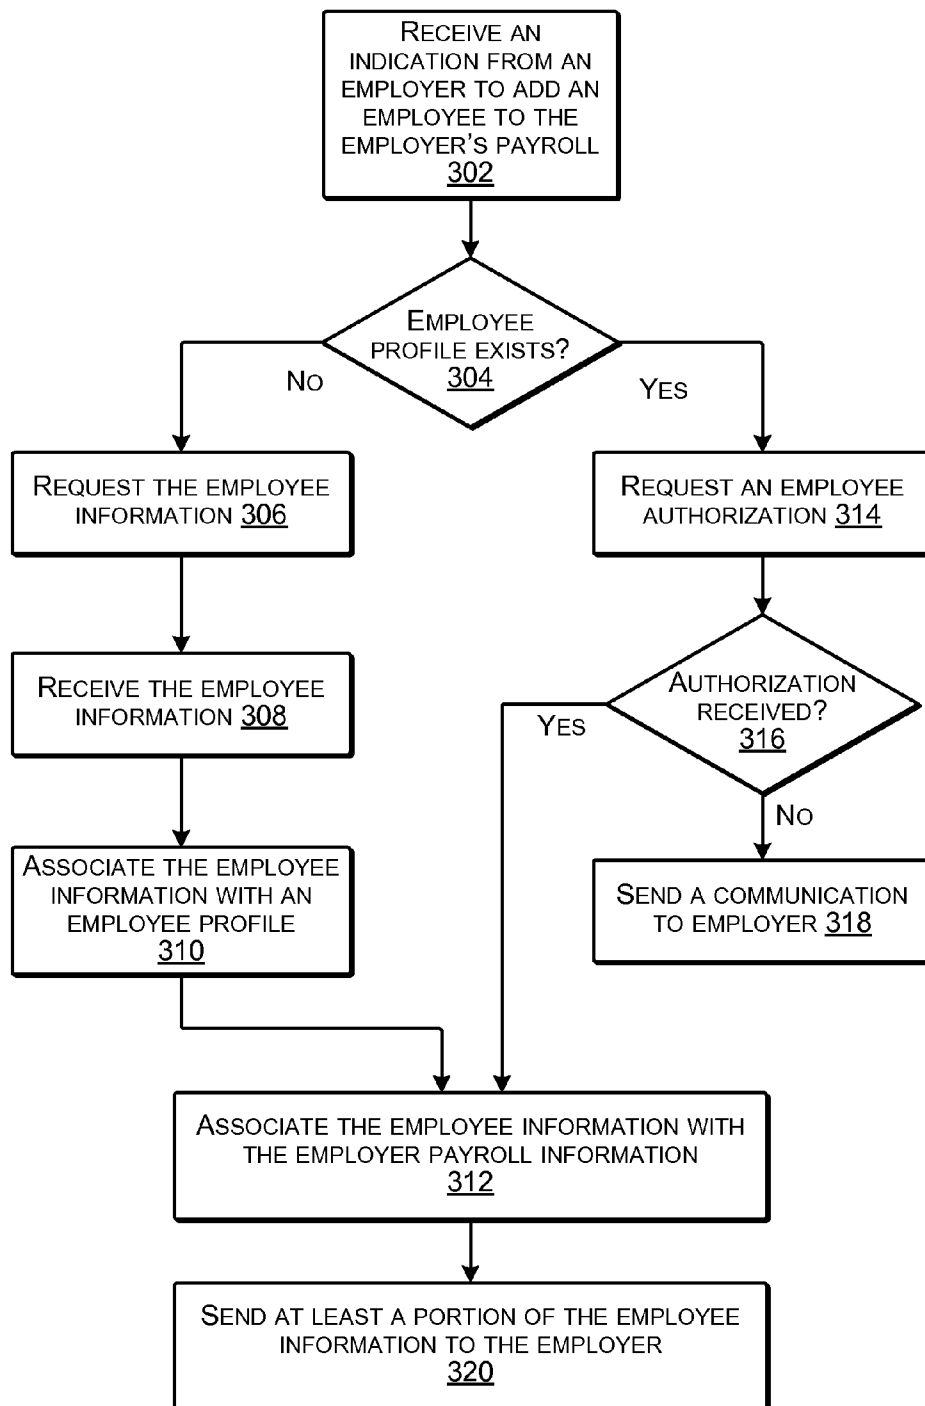 RECEIVE AN
INDICATION FROM AN
EMPLOYER TO ADD AN
EMPLOYEE TO THE
EMPLOYER'S PAYROLL
302
EMPLOYEE
PROFILE EXISTS?
304
NO
YES
REQUEST THE EMPLOYEE
INFORMATION 306
REQUEST AN EMPLOYEE
AUTHORIZATION 314
RECEIVE THE EMPLOYEE
INFORMATION 308
AUTHORIZATION
RECEIVED?
316
YES
NO
ASSOCIATE THE EMPLOYEE
INFORMATION WITH AN
EMPLOYEE PROFILE
310
SEND A COMMUNICATION
TO EMPLOYER 318
ASSOCIATE THE EMPLOYEE INFORMATION WITH
THE EMPLOYER PAYROLL INFORMATION
312
SEND AT LEAST A PORTION OF THE EMPLOYEE
INFORMATION TO THE EMPLOYER
320